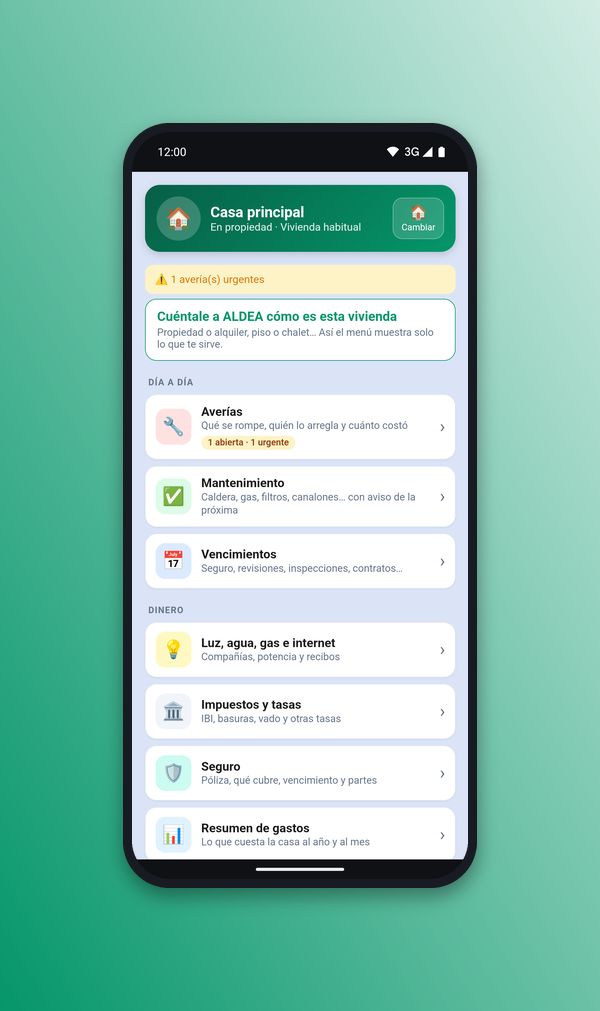 12:00
3G
Casa principal
En propiedad · Vivienda habitual
Cambiar
⚠️ 1 avería(s) urgentes
Cuéntale a ALDEA cómo es esta vivienda
Propiedad o alquiler, piso o chalet… Así el menú muestra solo
lo que te sirve.
DÍA A DÍA
Averías
Qué se rompe, quién lo arregla y cuánto costó
1 abierta · 1 urgente
Mantenimiento
Caldera, gas, filtros, canalones… con aviso de la
próxima
Vencimientos
Seguro, revisiones, inspecciones, contratos…
DINERO
Luz, agua, gas e internet
Compañías, potencia y recibos
Impuestos y tasas
IBI, basuras, vado y otras tasas
Seguro
Póliza, qué cubre, vencimiento y partes
Resumen de gastos
Lo que cuesta la casa al año y al mes